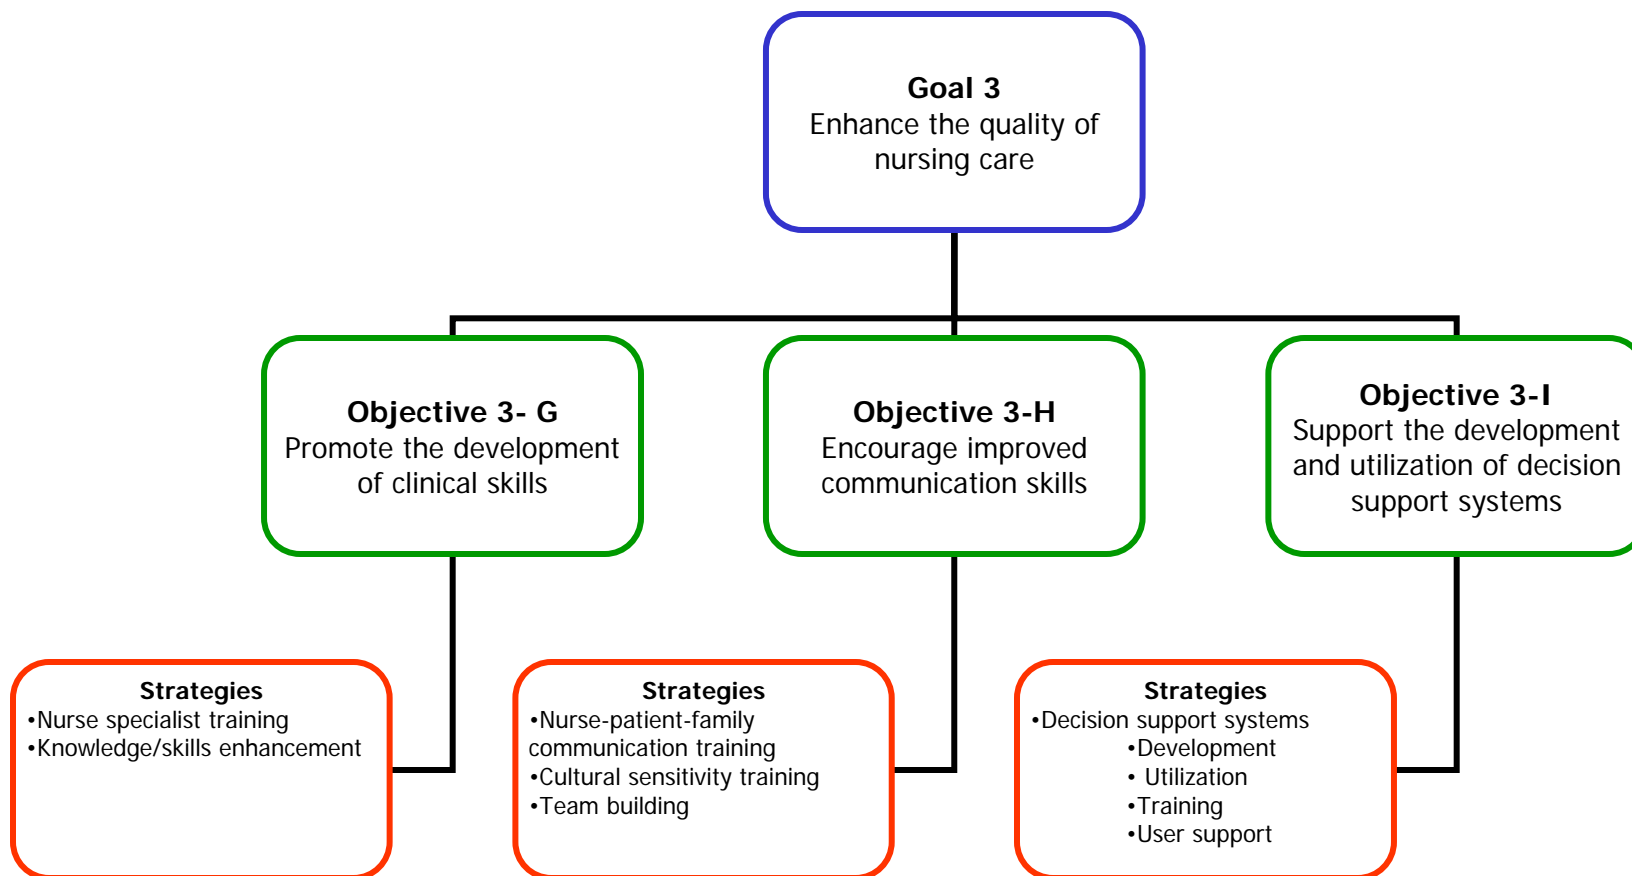 Goal 3
Enhance the quality of
nursing care
Objective 3- G
Promote the development
of clinical skills
Objective 3-H
Encourage improved
communication skills
Objective 3-I
Support the development
and utilization of decision
support systems
Strategies
•Nurse specialist training
•Knowledge/skills enhancement
Strategies
•Nurse-patient-family
communication training
•Cultural sensitivity training
•Team building
Strategies
•Decision support systems
•Development
• Utilization
•Training
•User support